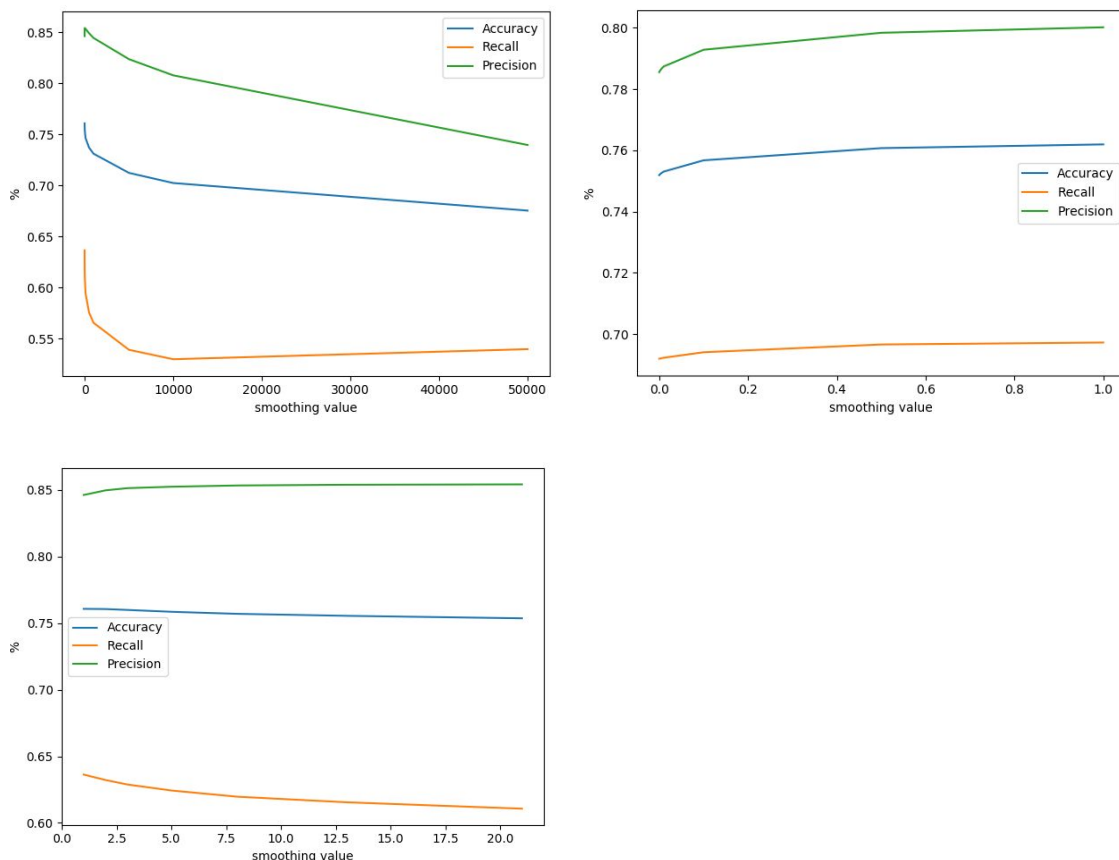 0.85
0.80
0.75
0.70
0.65
0.60
0.55
%
0 10000 20000 30000 40000 50000
smoothing value
Accuracy
Recall
Precision
0.80
0.78
0.76
0.74
0.72
0.70
%
0.0 0.2 0.4 0.6 0.8 1.0
smoothing value
Accuracy
Recall
Precision
0.85
0.80
0.75
0.70
0.65
0.60
%
0.0 2.5 5.0 7.5 10.0 12.5 15.0 17.5 20.0
smoothing value
Accuracy
Recall
Precision